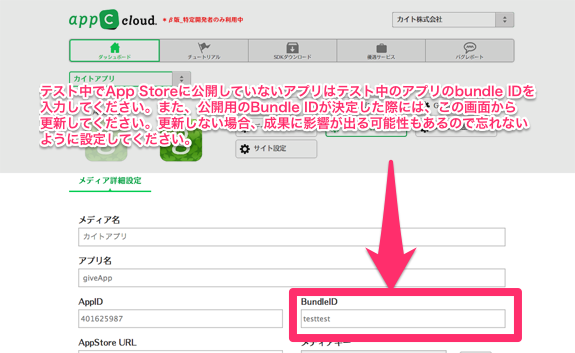 appC cloud.
*β版_特定開発者のみ利用中
カイト株式会社
ダッシュボード
チュートリアル
SDKダウンロード
優遇サービス
バグレポート
カイトアプリ
テスト中でApp Storeに公開していないアプリはテスト中のアプリのbundle IDを
入力してください。また、公開用のBundle IDが決定した際には、この画面から
更新してください。更新しない場合、成果に影響が出る可能性もあるので忘れない
ように設定してください。
サイト設定
メディア詳細設定
メディア名
カイトアプリ
アプリ名
giveApp
AppID
BundleID
401625987
testtest
AppStore URL
メディアキー